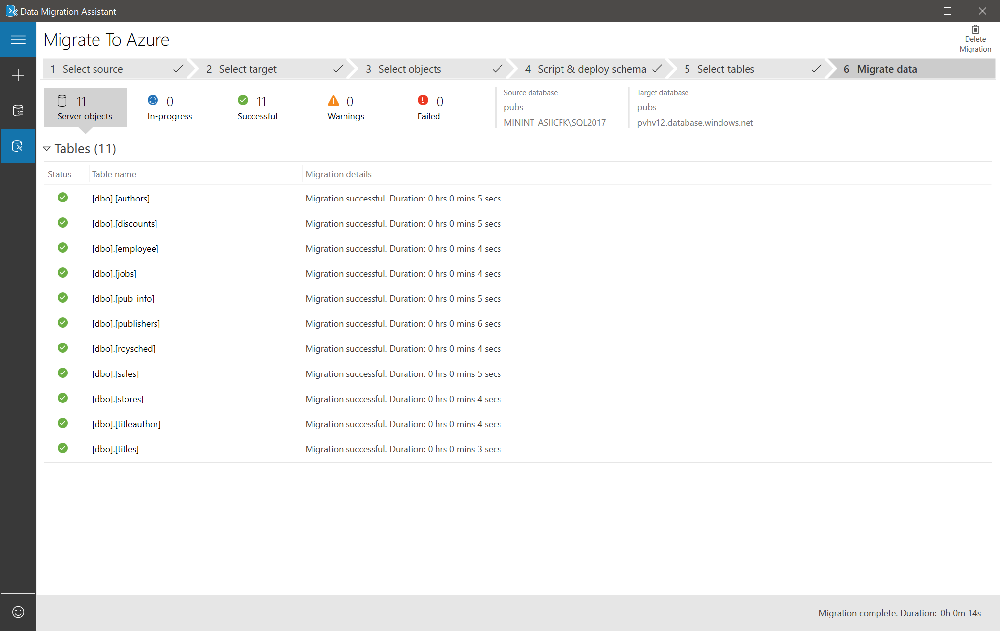 Data Migration Assistant
Migrate To Azure
Delete
Migration
1 Select source
2 Select target
3 Select objects
4 Script & deploy schema
5 Select tables
6 Migrate data
11
Server objects
0
In-progress
11
Successful
0
Warnings
0
Failed
Source database
pubs
MININT-ASIICFK\SQL2017
Target database
pubs
pvhv12.database.windows.net
Tables (11)
Status Table name Migration details
[dbo].[authors] Migration successful. Duration: 0 hrs 0 mins 5 secs
[dbo].[discounts] Migration successful. Duration: 0 hrs 0 mins 5 secs
[dbo].[employee] Migration successful. Duration: 0 hrs 0 mins 4 secs
[dbo].[jobs] Migration successful. Duration: 0 hrs 0 mins 4 secs
[dbo].[pub_info] Migration successful. Duration: 0 hrs 0 mins 5 secs
[dbo].[publishers] Migration successful. Duration: 0 hrs 0 mins 6 secs
[dbo].[roysched] Migration successful. Duration: 0 hrs 0 mins 4 secs
[dbo].[sales] Migration successful. Duration: 0 hrs 0 mins 5 secs
[dbo].[stores] Migration successful. Duration: 0 hrs 0 mins 4 secs
[dbo].[titleauthor] Migration successful. Duration: 0 hrs 0 mins 4 secs
[dbo].[titles] Migration successful. Duration: 0 hrs 0 mins 3 secs
Migration complete. Duration: 0h 0m 14s